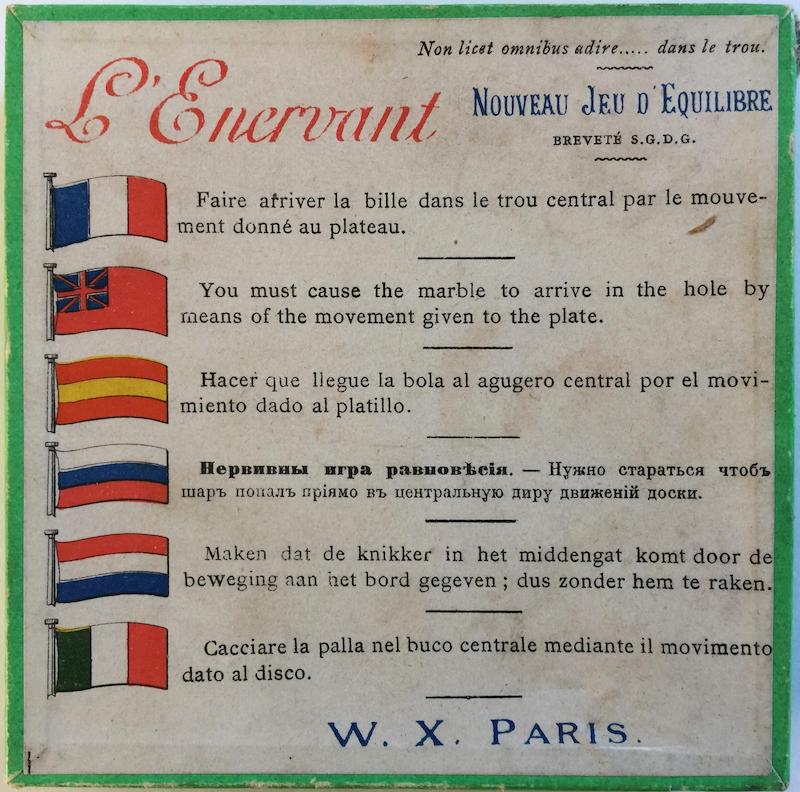 Non licet omnibus adire..... dans le trou.
L'Enervant
NOUVEAU JEU D'EQUILIBRE
BREVETÉ S.G.D.G.
Faire arriver la bille dans le trou central par le mouve-
ment donné au plateau.
You must cause the marble to arrive in the hole by
means of the movement given to the plate.
Hacer que llegue la bola al agugero central por el movi-
miento dado al platillo.
Нервивны игра равновѣсія. — Нужно стараться чтобъ
шаръ попалъ пріямо въ центральную диру движеній доски.
Maken dat de knikker in het middengat komt door de
beweging aan het bord gegeven ; dus zonder hem te raken.
Cacciare la palla nel buco centrale mediante il movimento
dato al disco.
W. X. PARIS.